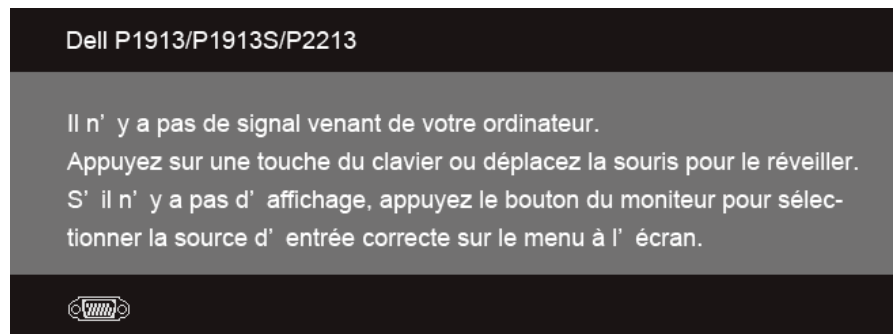 Dell P1913/P1913S/P2213
Il n' y a pas de signal venant de votre ordinateur.
Appuyez sur une touche du clavier ou déplacez la souris pour le réveiller.
S' il n' y a pas d' affichage, appuyez le bouton du moniteur pour sélec-
tionner la source d' entrée correcte sur le menu à l' écran.